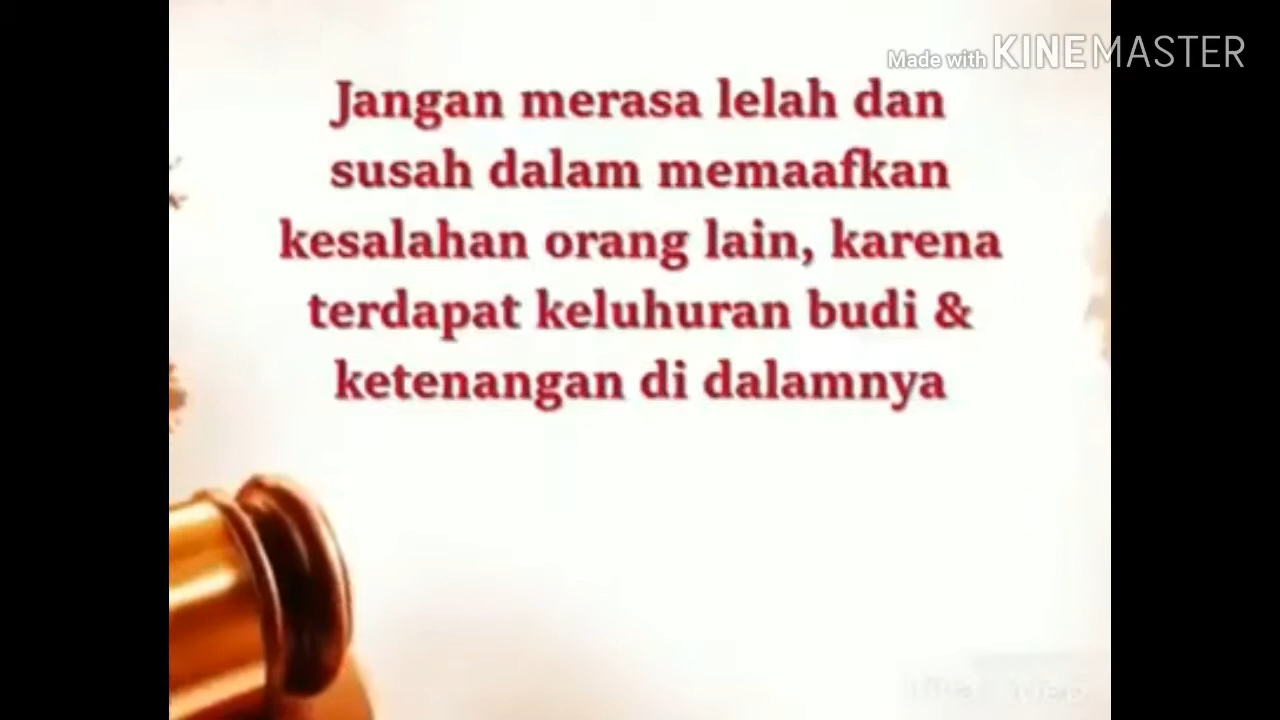 Made with KINEMASTER
Jangan merasa lelah dan
susah dalam memaafkan
kesalahan orang lain, karena
terdapat keluhuran budi &
ketenangan di dalamnya